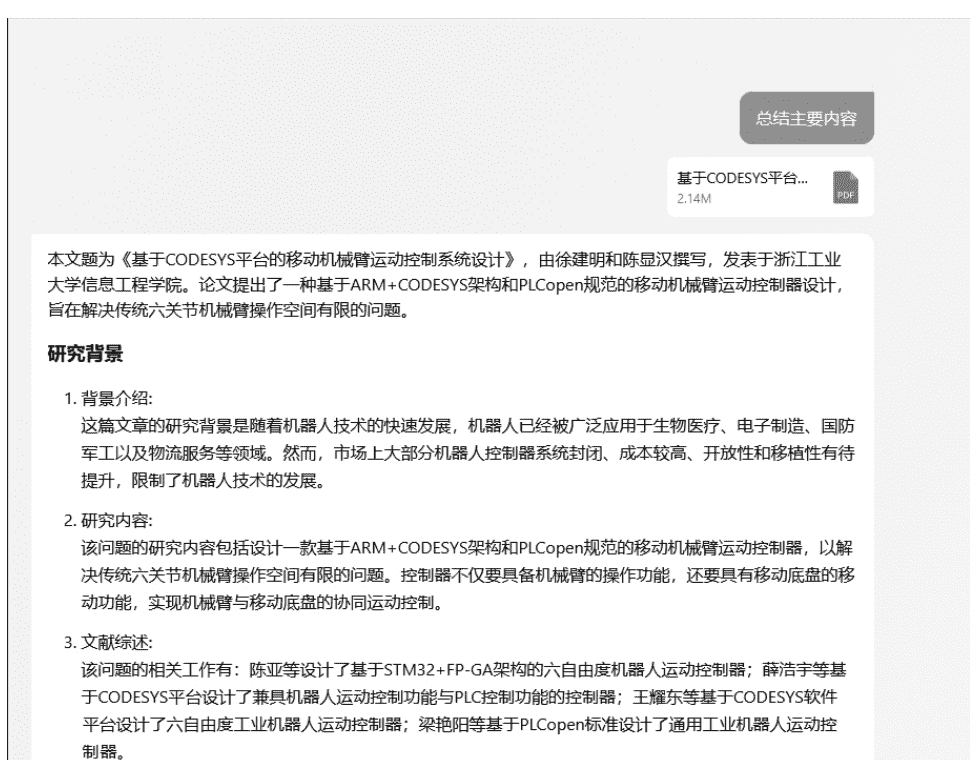 总结主要内容
基于CODESYS平台...
2.14M
PDF
本文题为《基于CODESYS平台的移动机械臂运动控制系统设计》，由徐建明和陈显汉撰写，发表于浙江工业
大学信息工程学院。论文提出了一种基于ARM+CODESYS架构和PLCopen规范的移动机械臂运动控制器设计，
旨在解决传统六关节机械臂操作空间有限的问题。
研究背景
1. 背景介绍:
这篇文章的研究背景是随着机器人技术的快速发展，机器人已经被广泛应用于生物医疗、电子制造、国防
军工以及物流服务等领域。然而，市场上大部分机器人控制器系统封闭、成本较高、开放性和移植性有待
提升，限制了机器人技术的发展。
2. 研究内容:
该问题的研究内容包括设计一款基于ARM+CODESYS架构和PLCopen规范的移动机械臂运动控制器，以解
决传统六关节机械臂操作空间有限的问题。控制器不仅要具备机械臂的操作功能，还要具有移动底盘的移
动功能，实现机械臂与移动底盘的协同运动控制。
3. 文献综述:
该问题的相关工作有：陈亚等设计了基于STM32+FP-GA架构的六自由度机器人运动控制器；薛浩宇等基
于CODESYS平台设计了兼具机器人运动控制功能与PLC控制功能的控制器；王耀东等基于CODESYS软件
平台设计了六自由度工业机器人运动控制器；梁艳阳等基于PLCopen标准设计了通用工业机器人运动控
制器。